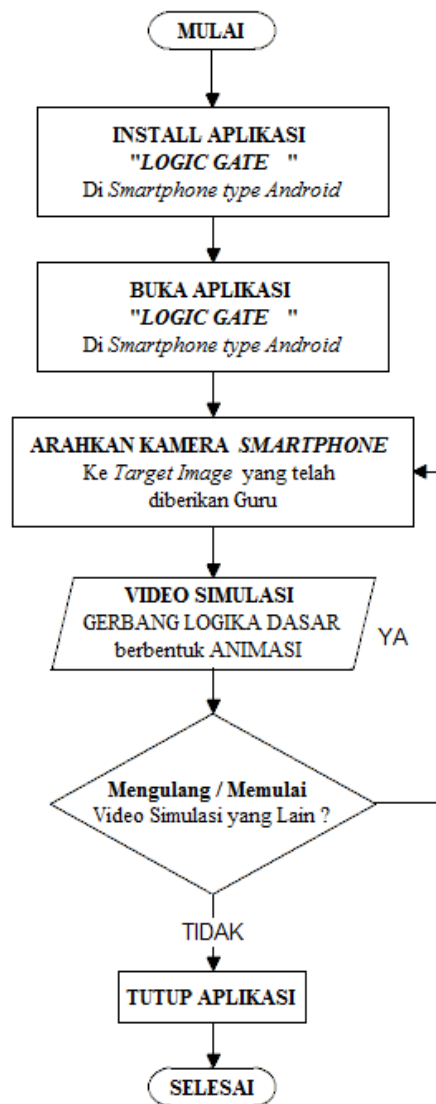 MULAI
INSTALL APLIKASI
"LOGIC GATE "
Di Smartphone type Android
BUKA APLIKASI
"LOGIC GATE "
Di Smartphone type Android
ARAHKAN KAMERA SMARTPHONE
Ke Target Image yang telah
diberikan Guru
VIDEO SIMULASI
GERBANG LOGIKA DASAR
berbentuk ANIMASI
YA
Mengulang / Memulai
Video Simulasi yang Lain ?
TIDAK
TUTUP APLIKASI
SELESAI